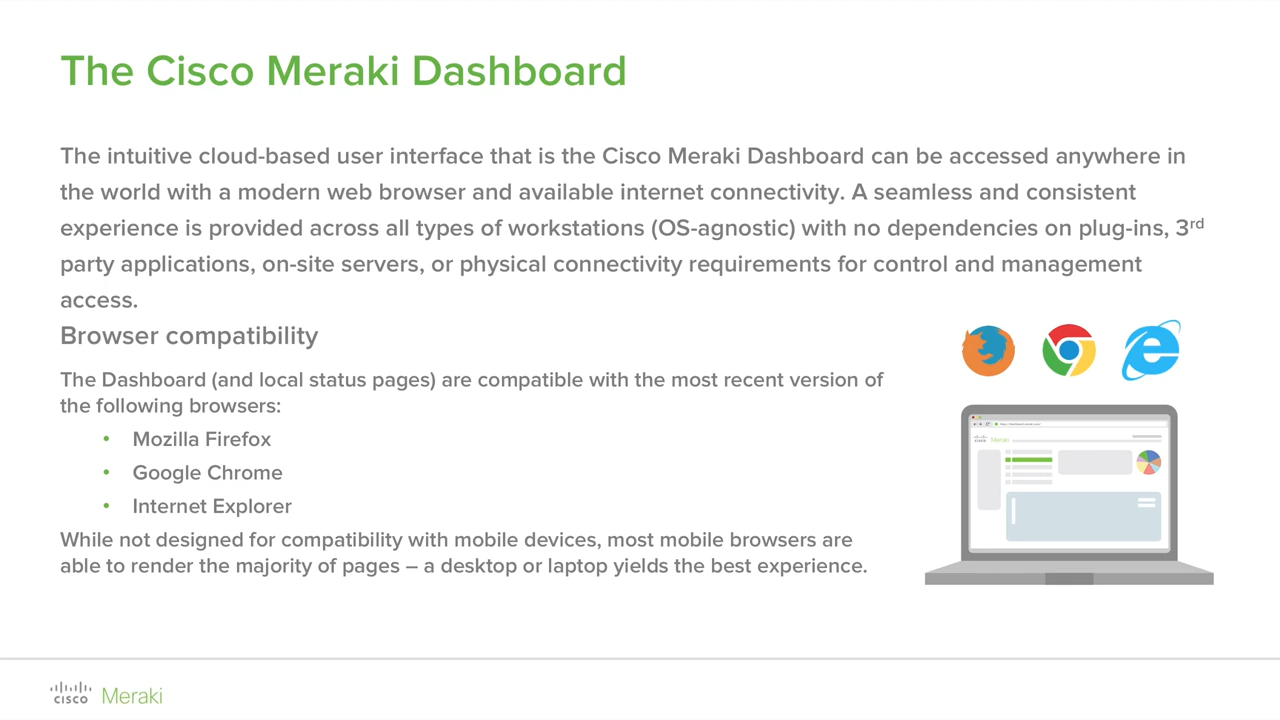 The Cisco Meraki Dashboard
The intuitive cloud-based user interface that is the Cisco Meraki Dashboard can be accessed anywhere in
the world with a modern web browser and available internet connectivity. A seamless and consistent
experience is provided across all types of workstations (OS-agnostic) with no dependencies on plug-ins, 3rd
party applications, on-site servers, or physical connectivity requirements for control and management
access.
Browser compatibility
The Dashboard (and local status pages) are compatible with the most recent version of
the following browsers:
• Mozilla Firefox
• Google Chrome
• Internet Explorer
While not designed for compatibility with mobile devices, most mobile browsers are
able to render the majority of pages – a desktop or laptop yields the best experience.
CISCO Meraki
CISCO Meraki